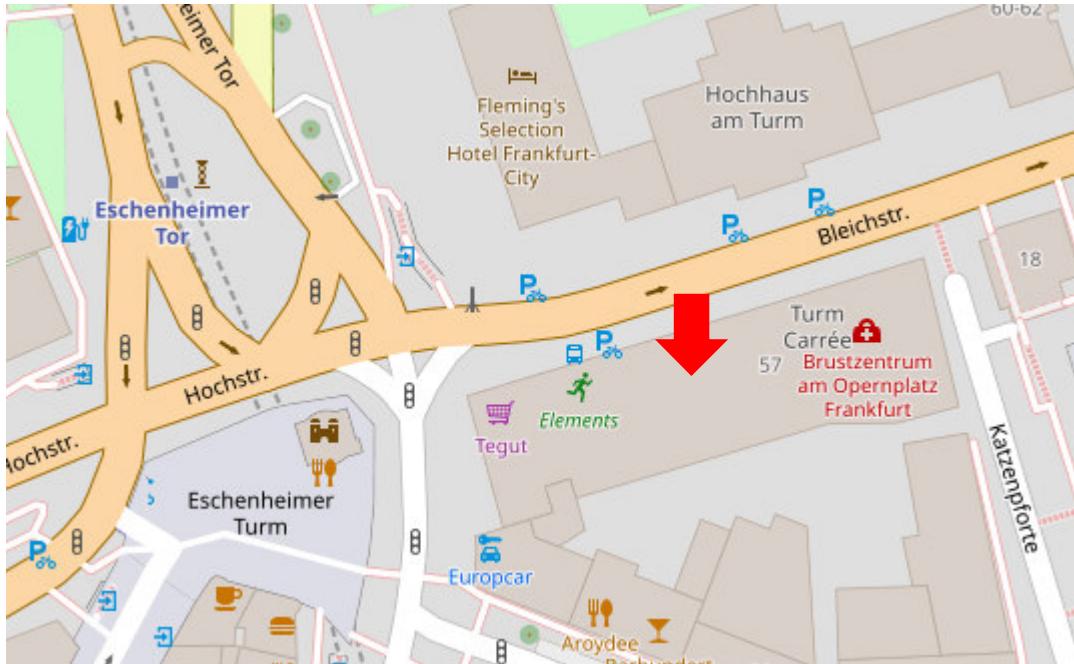 60-62
eimer Tor
Hochhaus
am Turm
Fleming's
Selection
Hotel Frankfurt-
City
Eschenheimer
Tor
Bleichstr.
18
Turm
Carrée
57
Brustzentrum
am Opernplatz
Frankfurt
Hochstr.
Elements
Tegut
Hochstr.
Eschenheimer
Turm
Katzenpforte
Europcar
Aroydee
P
P
P
P
P